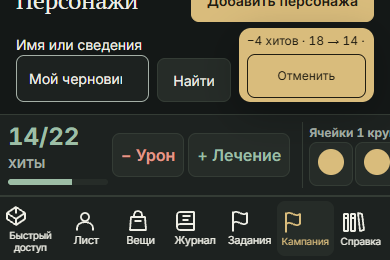 Персонажи
Добавить персонажа
Имя или сведения
−4 хитов · 18 → 14 ·
Мой чернови
Найти
Отменить
14/22
хиты
− Урон
+ Лечение
Ячейки 1 кру
Быстрый
доступ
Лист
Вещи
Журнал
Задания
Кампания
Справка